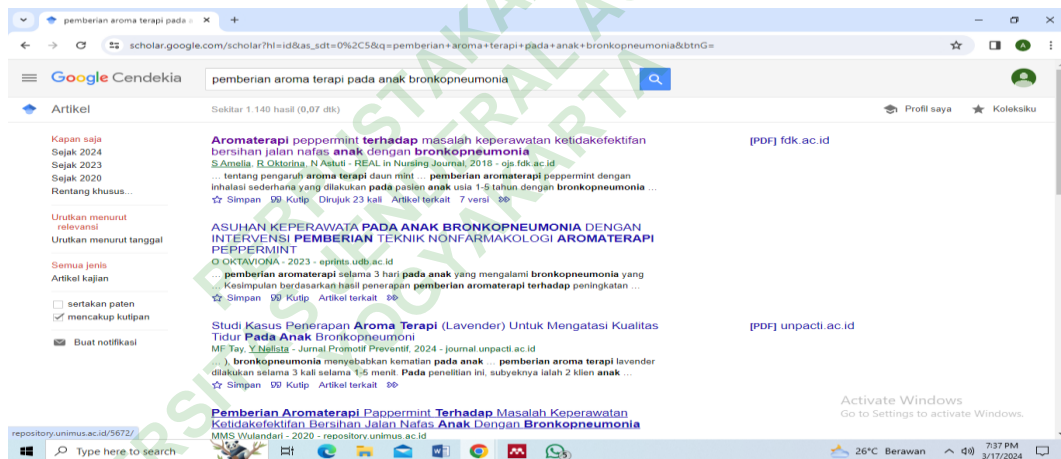 pemberian aroma terapi pada a
scholar.google.com/scholar?hl=id&as_sdt=0%2C5&q=pemberian+aroma+terapi+pada+anak+bronkopneumonia&btnG=
A
Google Cendekia
pemberian aroma terapi pada anak bronkopneumonia
Artikel
Sekitar 1.140 hasil (0,07 dtk)
Profil saya
Koleksiku
Kapan saja
Sejak 2024
Sejak 2023
Sejak 2020
Rentang khusus...
Urutkan menurut
relevansi
Urutkan menurut tanggal
Semua jenis
Artikel kajian
sertakan paten
mencakup kutipan
Buat notifikasi
Aromaterapi peppermint terhadap masalah keperawatan ketidakefektifan
bersihan jalan nafas anak dengan bronkopneumonia
S Amelia, R Oktorina, N Astuti - REAL in Nursing Journal, 2018 - ojs.fdk.ac.id
... tentang pengaruh aroma terapi daun mint ... pemberian aromaterapi peppermint dengan
inhalasi sederhana yang dilakukan pada pasien anak usia 1-5 tahun dengan bronkopneumonia ...
Simpan Kutip Dirujuk 23 kali Artikel terkait 7 versi
[PDF] fdk.ac.id
ASUHAN KEPERAWATA PADA ANAK BRONKOPNEUMONIA DENGAN
INTERVENSI PEMBERIAN TEKNIK NONFARMAKOLOGI AROMATERAPI
PEPPERMINT
O OKTAVIONA - 2023 - eprints.udb.ac.id
... pemberian aromaterapi selama 3 hari pada anak yang mengalami bronkopneumonia yang
... Kesimpulan berdasarkan hasil penerapan pemberian aromaterapi terhadap peningkatan ...
Simpan Kutip Artikel terkait
Studi Kasus Penerapan Aroma Terapi (Lavender) Untuk Mengatasi Kualitas
Tidur Pada Anak Bronkopneumoni
MF Tay, Y Nelista - Jurnal Promotif Preventif, 2024 - journal.unpacti.ac.id
... ), bronkopneumonia menyebabkan kematian pada anak ... pemberian aroma terapi lavender
dilakukan selama 3 kali selama 1-5 menit. Pada penelitian ini, subyeknya ialah 2 klien anak ...
Simpan Kutip Artikel terkait
[PDF] unpacti.ac.id
Pemberian Aromaterapi Pappermint Terhadap Masalah Keperawatan
Ketidakefektifan Bersihan Jalan Nafas Anak Dengan Bronkopneumonia
MMS Wulandari - 2020 - repository.unimus.ac.id
Activate Windows
Go to Settings to activate Windows.
repository.unimus.ac.id/5672/
Type here to search
26°C Berawan
7:37 PM
3/17/2024
YOGYAKARTA